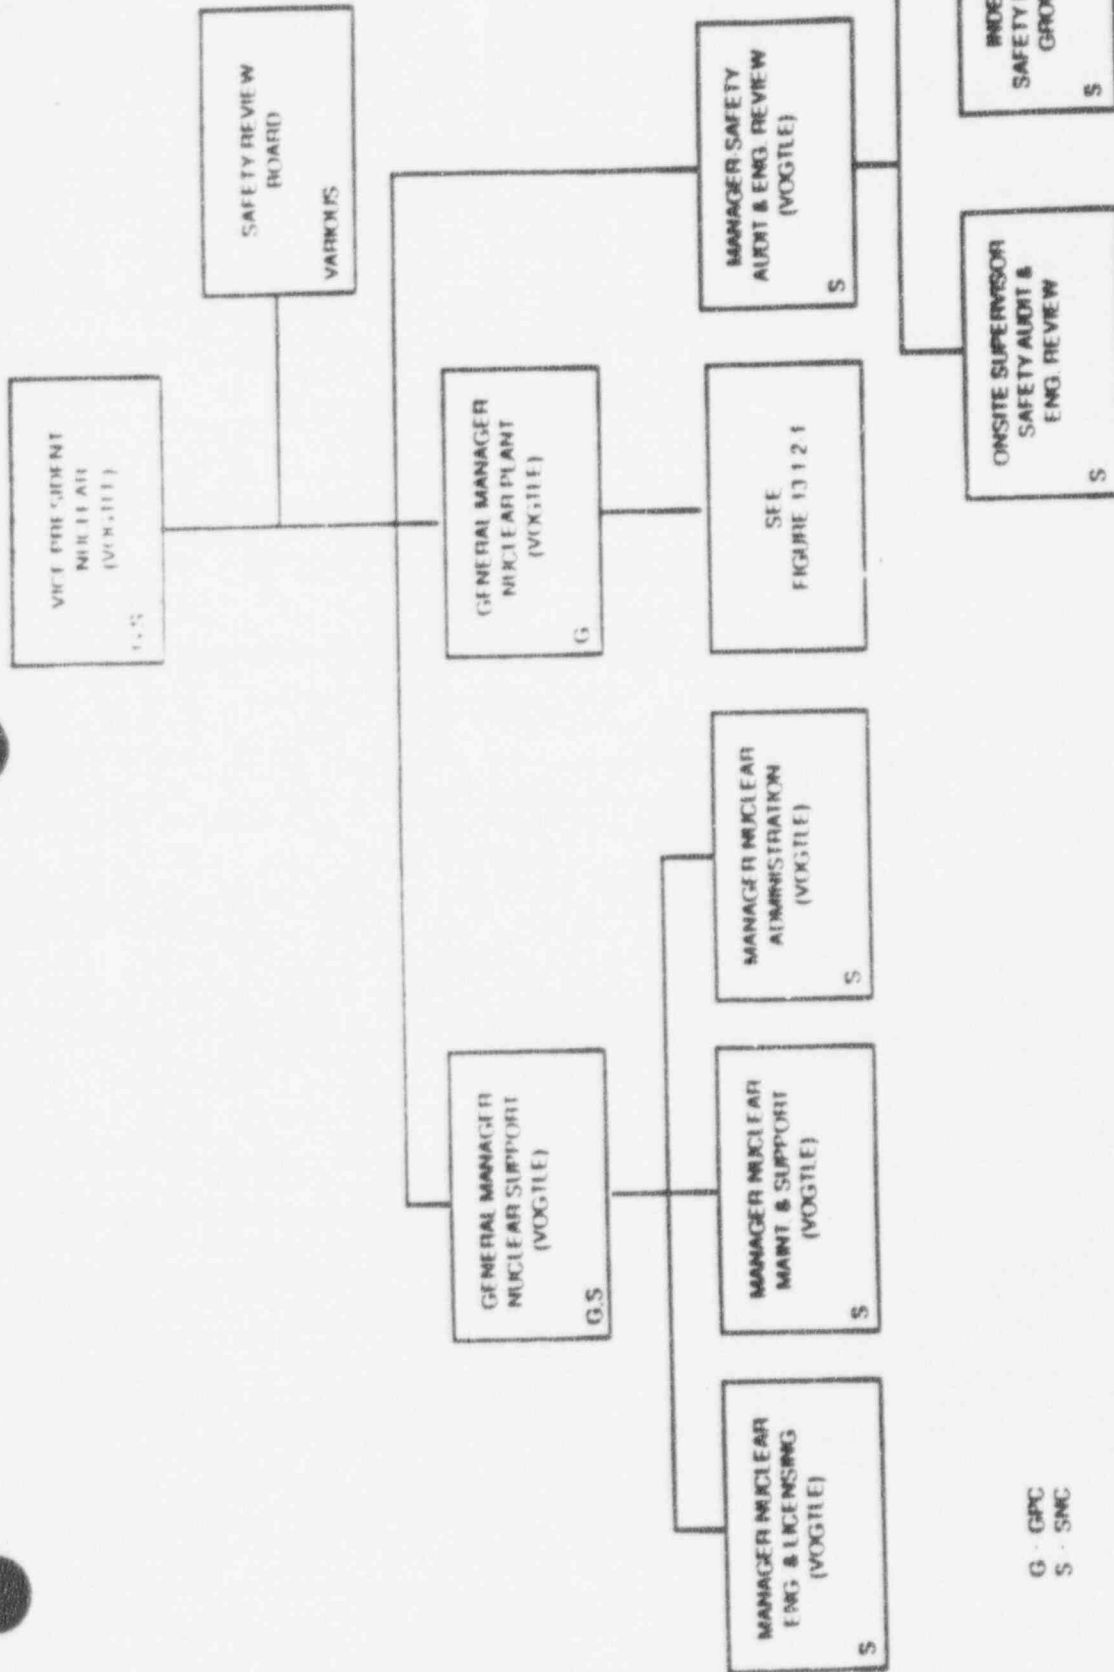 VICE PRESIDENT
NUCLEAR
(VOGTLE)
G,S
SAFETY REVIEW
BOARD
VARIOUS
GENERAL MANAGER
NUCLEAR SUPPORT
(VOGTLE)
G,S
GENERAL MANAGER
NUCLEAR PLANT
(VOGTLE)
G
MANAGER NUCLEAR
ENG. & LICENSING
(VOGTLE)
S
MANAGER NUCLEAR
MAINT. & SUPPORT
(VOGTLE)
S
MANAGER NUCLEAR
ADMINISTRATION
(VOGTLE)
S
SEE
FIGURE 13.1.2-1
MANAGER-SAFETY
AUDIT & ENG. REVIEW
(VOGTLE)
S
ONSITE SUPERVISOR
SAFETY AUDIT &
ENG. REVIEW
S
SAFETY
S
G - GPC
S - SNC